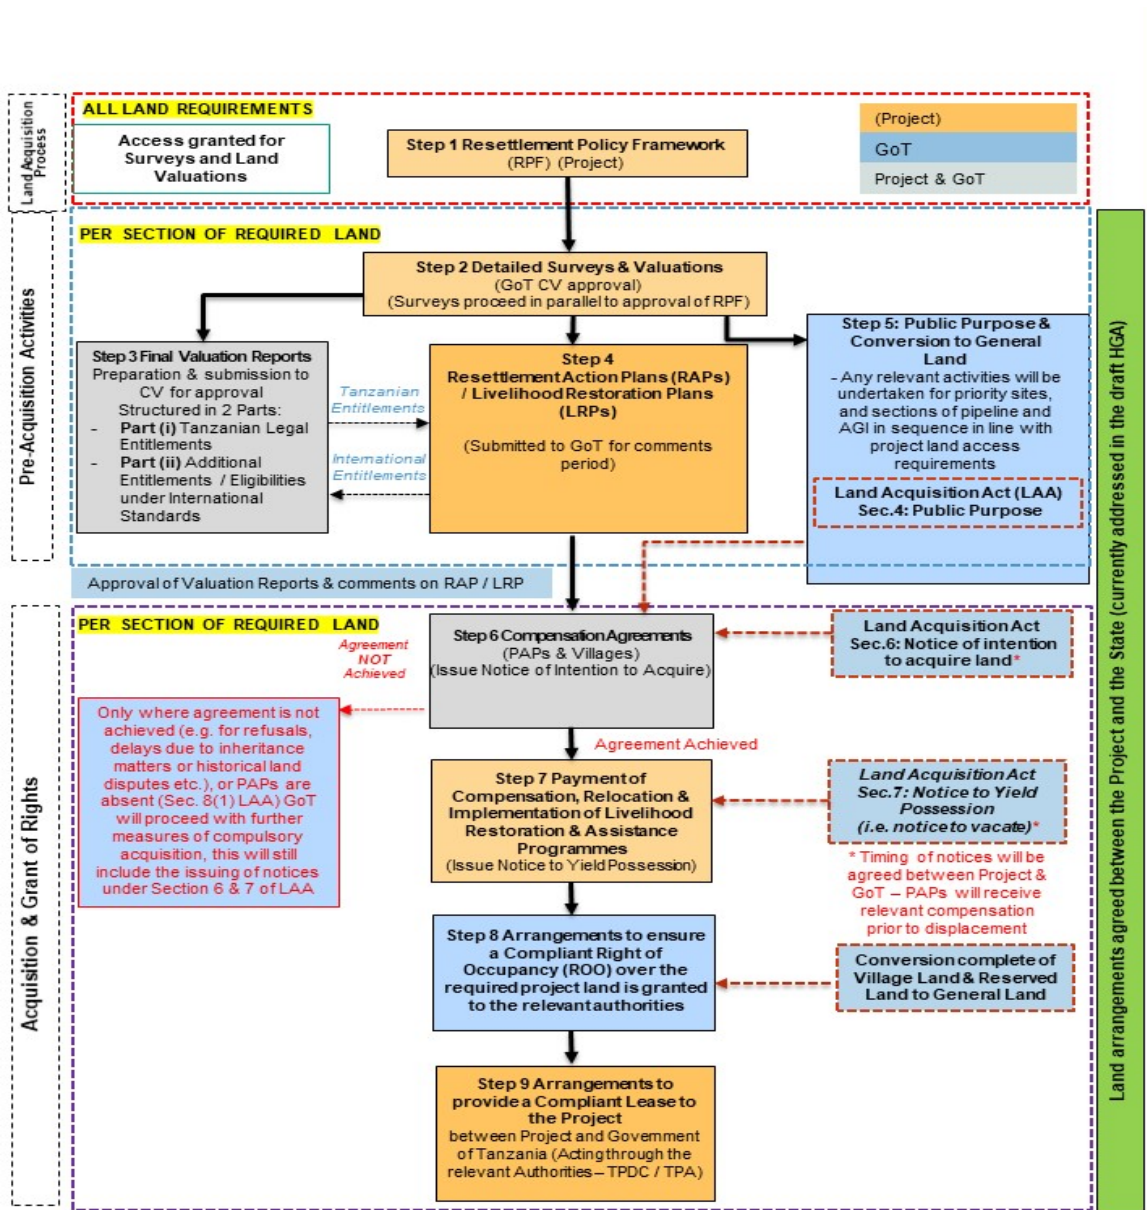 Land Acquisition
Process
ALL LAND REQUIREMENTS
Access granted for
Surveys and Land
Valuations
Step 1 Resettlement Policy Framework
(RPF) (Project)
(Project)
GoT
Project & GoT
Pre-Acquisition Activities
PER SECTION OF REQUIRED LAND
Step 2 Detailed Surveys & Valuations
(GoT CV approval)
(Surveys proceed in parallel to approval of RPF)
Step 3 Final Valuation Reports
Preparation & submission to
CV for approval
Structured in 2 Parts:
- Part (i) Tanzanian Legal
Entitlements
- Part (ii) Additional
Entitlements / Eligibilities
under International
Standards
Tanzanian
Entitlements
International
Entitlements
Step 4
Resettlement Action Plans (RAPs)
/ Livelihood Restoration Plans
(LRPs)
(Submitted to GoT for comments
period)
Step 5: Public Purpose &
Conversion to General
Land
- Any relevant activities will be
undertaken for priority sites,
and sections of pipeline and
AGI in sequence in line with
project land access
requirements
Land Acquisition Act (LAA)
Sec.4: Public Purpose
Approval of Valuation Reports & comments on RAP / LRP
Acquisition & Grant of Rights
PER SECTION OF REQUIRED LAND
Agreement
NOT
Achieved
Step 6 Compensation Agreements
(PAPs & Villages)
(Issue Notice of Intention to Acquire)
Land Acquisition Act
Sec.6: Notice of intention
to acquire land*
Only where agreement is not
achieved (e.g. for refusals,
delays due to inheritance
matters or historical land
disputes etc.), or PAPs are
absent (Sec. 8(1) LAA) GoT
will proceed with further
measures of compulsory
acquisition, this will still
include the issuing of notices
under Section 6 & 7 of LAA
Agreement Achieved
Step 7 Payment of
Compensation, Relocation &
Implementation of Livelihood
Restoration & Assistance
Programmes
(Issue Notice to Yield Possession)
Land Acquisition Act
Sec.7: Notice to Yield
Possession
(i.e. notice to vacate)*
* Timing of notices will be
agreed between Project &
GoT – PAPs will receive
relevant compensation
prior to displacement
Step 8 Arrangements to ensure
a Compliant Right of
Occupancy (ROO) over the
required project land is granted
to the relevant authorities
Conversion complete of
Village Land & Reserved
Land to General Land
Step 9 Arrangements to
provide a Compliant Lease to
the Project
between Project and Government
of Tanzania (Acting through the
relevant Authorities – TPDC / TPA)
Land arrangements agreed between the Project and the State (currently addressed in the draft HGA)